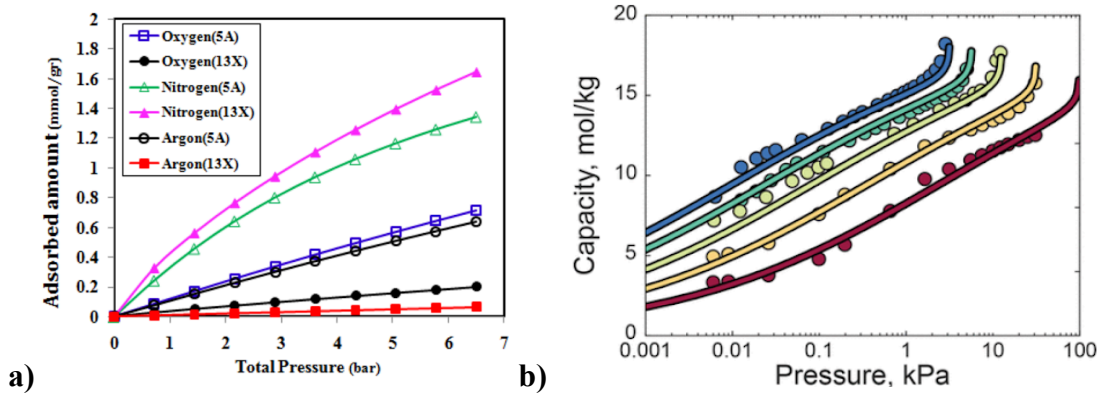 Adsorbed amount (mmol/gr)
2
1.8
1.6
1.4
1.2
1
0.8
0.6
0.4
0.2
0
Oxygen(5A)
Oxygen(13X)
Nitrogen(5A)
Nitrogen(13X)
Argon(5A)
Argon(13X)
0 1 2 3 4 5 6 7
Total Pressure (bar)
a)
Capacity, mol/kg
20
15
10
5
0
0.001 0.01 0.1 1 10 100
Pressure, kPa
b)